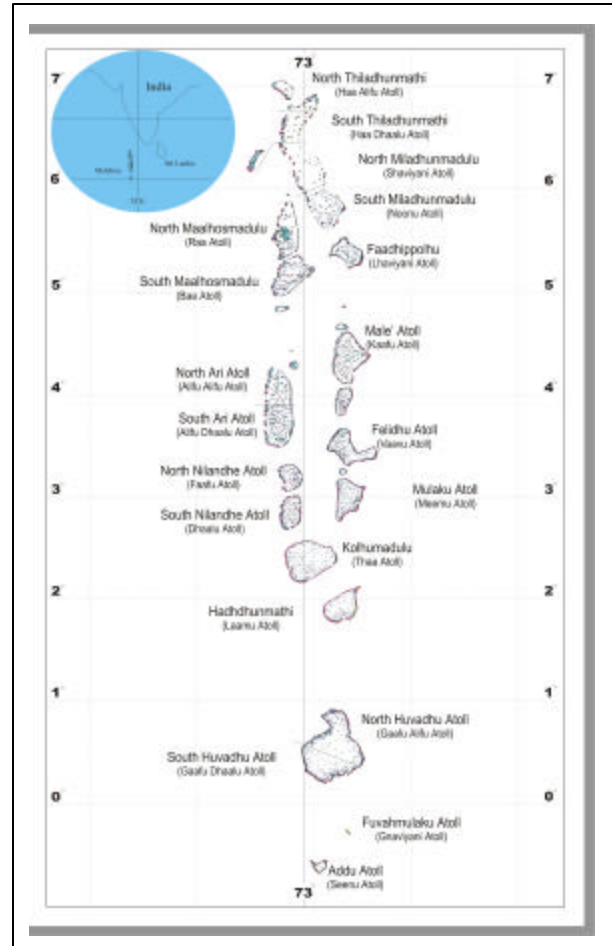 73
7
North Thiladhunmathi
(Haa Alifu Atoll)
7
India
Sri Lanka
Maldives
South Thiladhunmathi
(Haa Dhaalu Atoll)
North Miladhunmadulu
(Shaviyani Atoll)
6
6
South Miladhunmadulu
(Noonu Atoll)
North Maalhosmadulu
(Raa Atoll)
Faadhippolhu
(Lhaviyani Atoll)
South Maalhosmadulu
(Baa Atoll)
5
5
Male' Atoll
(Kaafu Atoll)
North Ari Atoll
(Alifu Alifu Atoll)
4
4
South Ari Atoll
(Alifu Dhaalu Atoll)
Felidhu Atoll
(Vaavu Atoll)
North Nilandhe Atoll
(Faafu Atoll)
3
3
Mulaku Atoll
(Meemu Atoll)
South Nilandhe Atoll
(Dhaalu Atoll)
Kolhumadulu
(Thaa Atoll)
2
2
Hadhdhunmathi
(Laamu Atoll)
1
1
North Huvadhu Atoll
(Gaafu Alifu Atoll)
South Huvadhu Atoll
(Gaafu Dhaalu Atoll)
0
0
Fuvahmulaku Atoll
(Gnaviyani Atoll)
Addu Atoll
(Seenu Atoll)
73